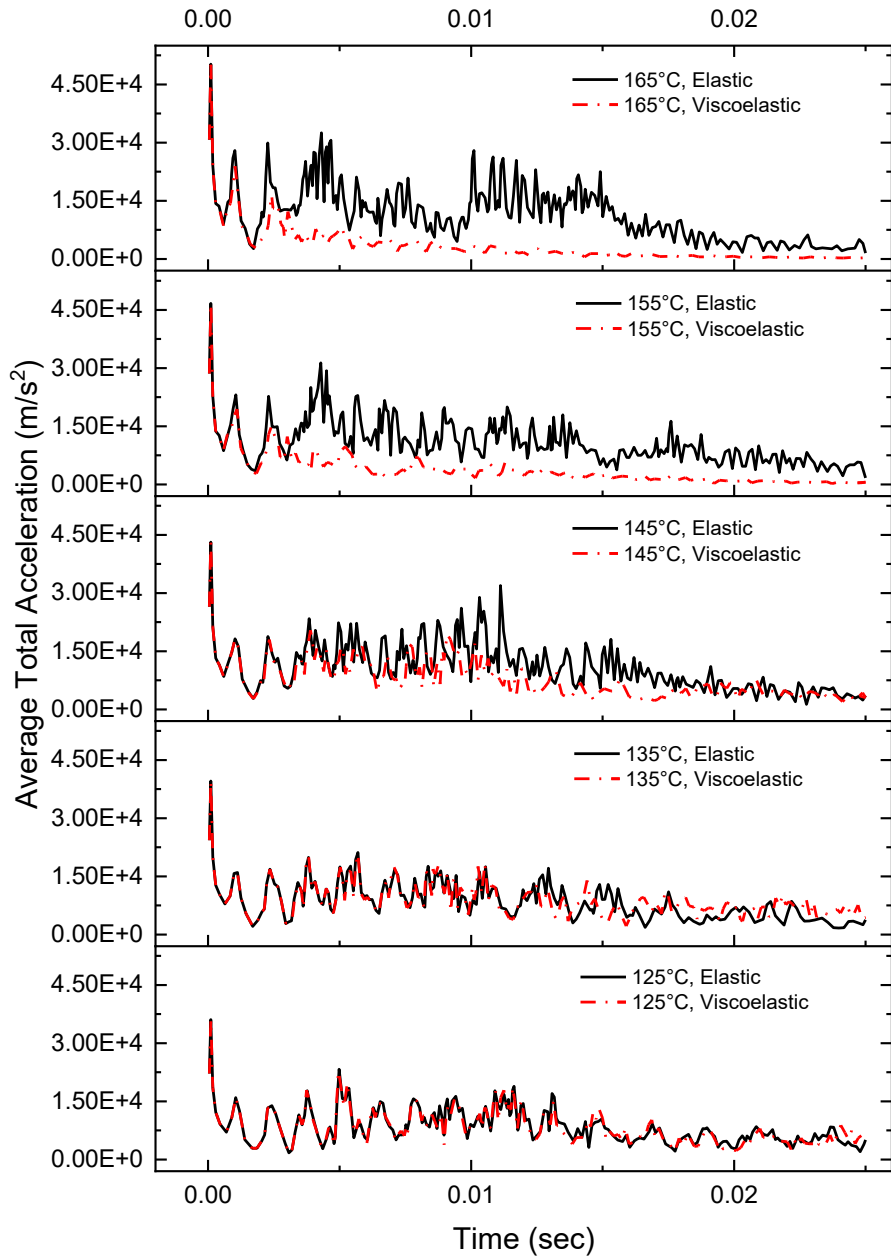 0.00 0.01 0.02
4.50E+4
3.00E+4
1.50E+4
0.00E+0
165°C, Elastic
165°C, Viscoelastic
4.50E+4
3.00E+4
1.50E+4
0.00E+0
155°C, Elastic
155°C, Viscoelastic
4.50E+4
3.00E+4
1.50E+4
0.00E+0
145°C, Elastic
145°C, Viscoelastic
4.50E+4
3.00E+4
1.50E+4
0.00E+0
135°C, Elastic
135°C, Viscoelastic
4.50E+4
3.00E+4
1.50E+4
0.00E+0
125°C, Elastic
125°C, Viscoelastic
Average Total Acceleration (m/s²)
0.00 0.01 0.02
Time (sec)